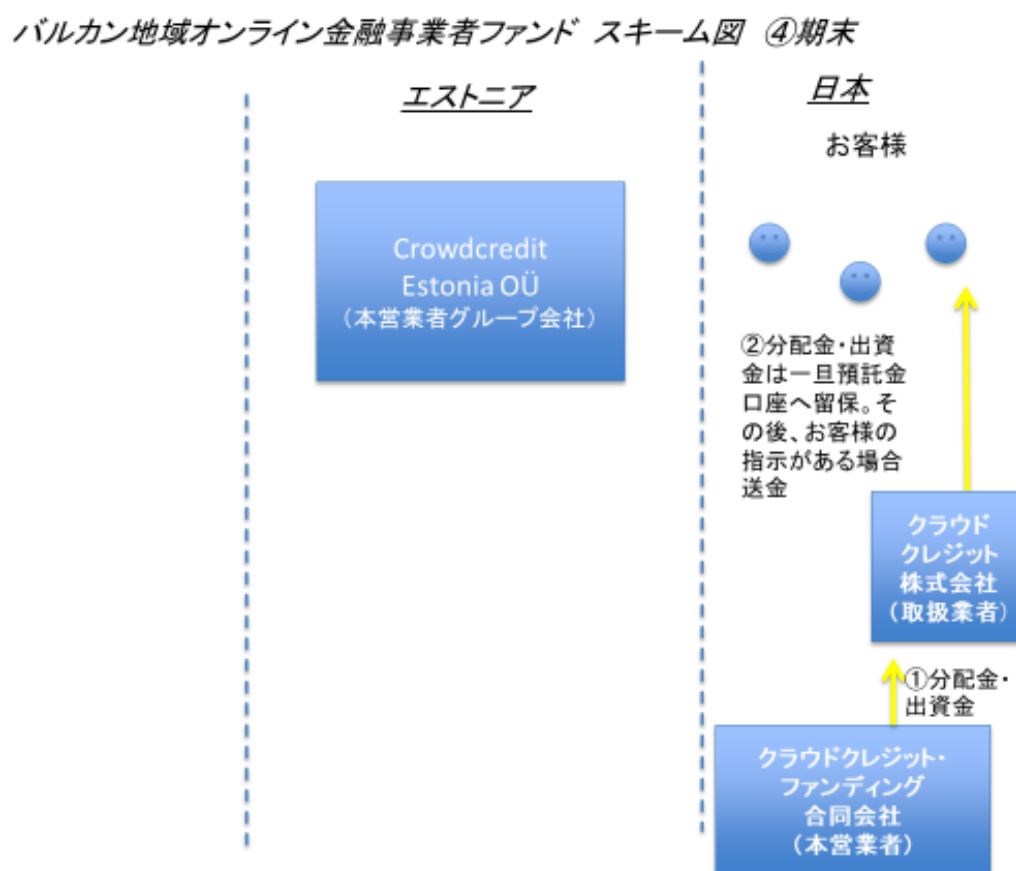 バルカン地域オンライン金融事業者ファンド スキーム図 ④期末
エストニア
日本
お客様
Crowdcredit
Estonia OÜ
（本営業者グループ会社）
②分配金・出資
金は一旦預託金
口座へ留保。そ
の後、お客様の
指示がある場合
送金
クラウド
クレジット
株式会社
（取扱業者）
①分配金・
出資金
クラウドクレジット・
ファンディング
合同会社
（本営業者）